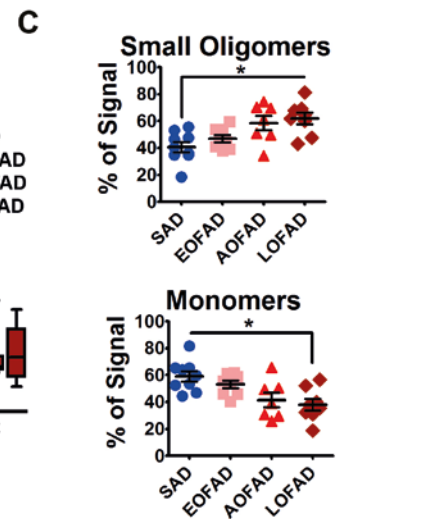 C
Small Oligomers
*
% of Signal
100
80
60
40
20
0
SAD
EOFAD
AOFAD
LOFAD
AD
AD
AD
Monomers
*
% of Signal
100
80
60
40
20
0
SAD
EOFAD
AOFAD
LOFAD